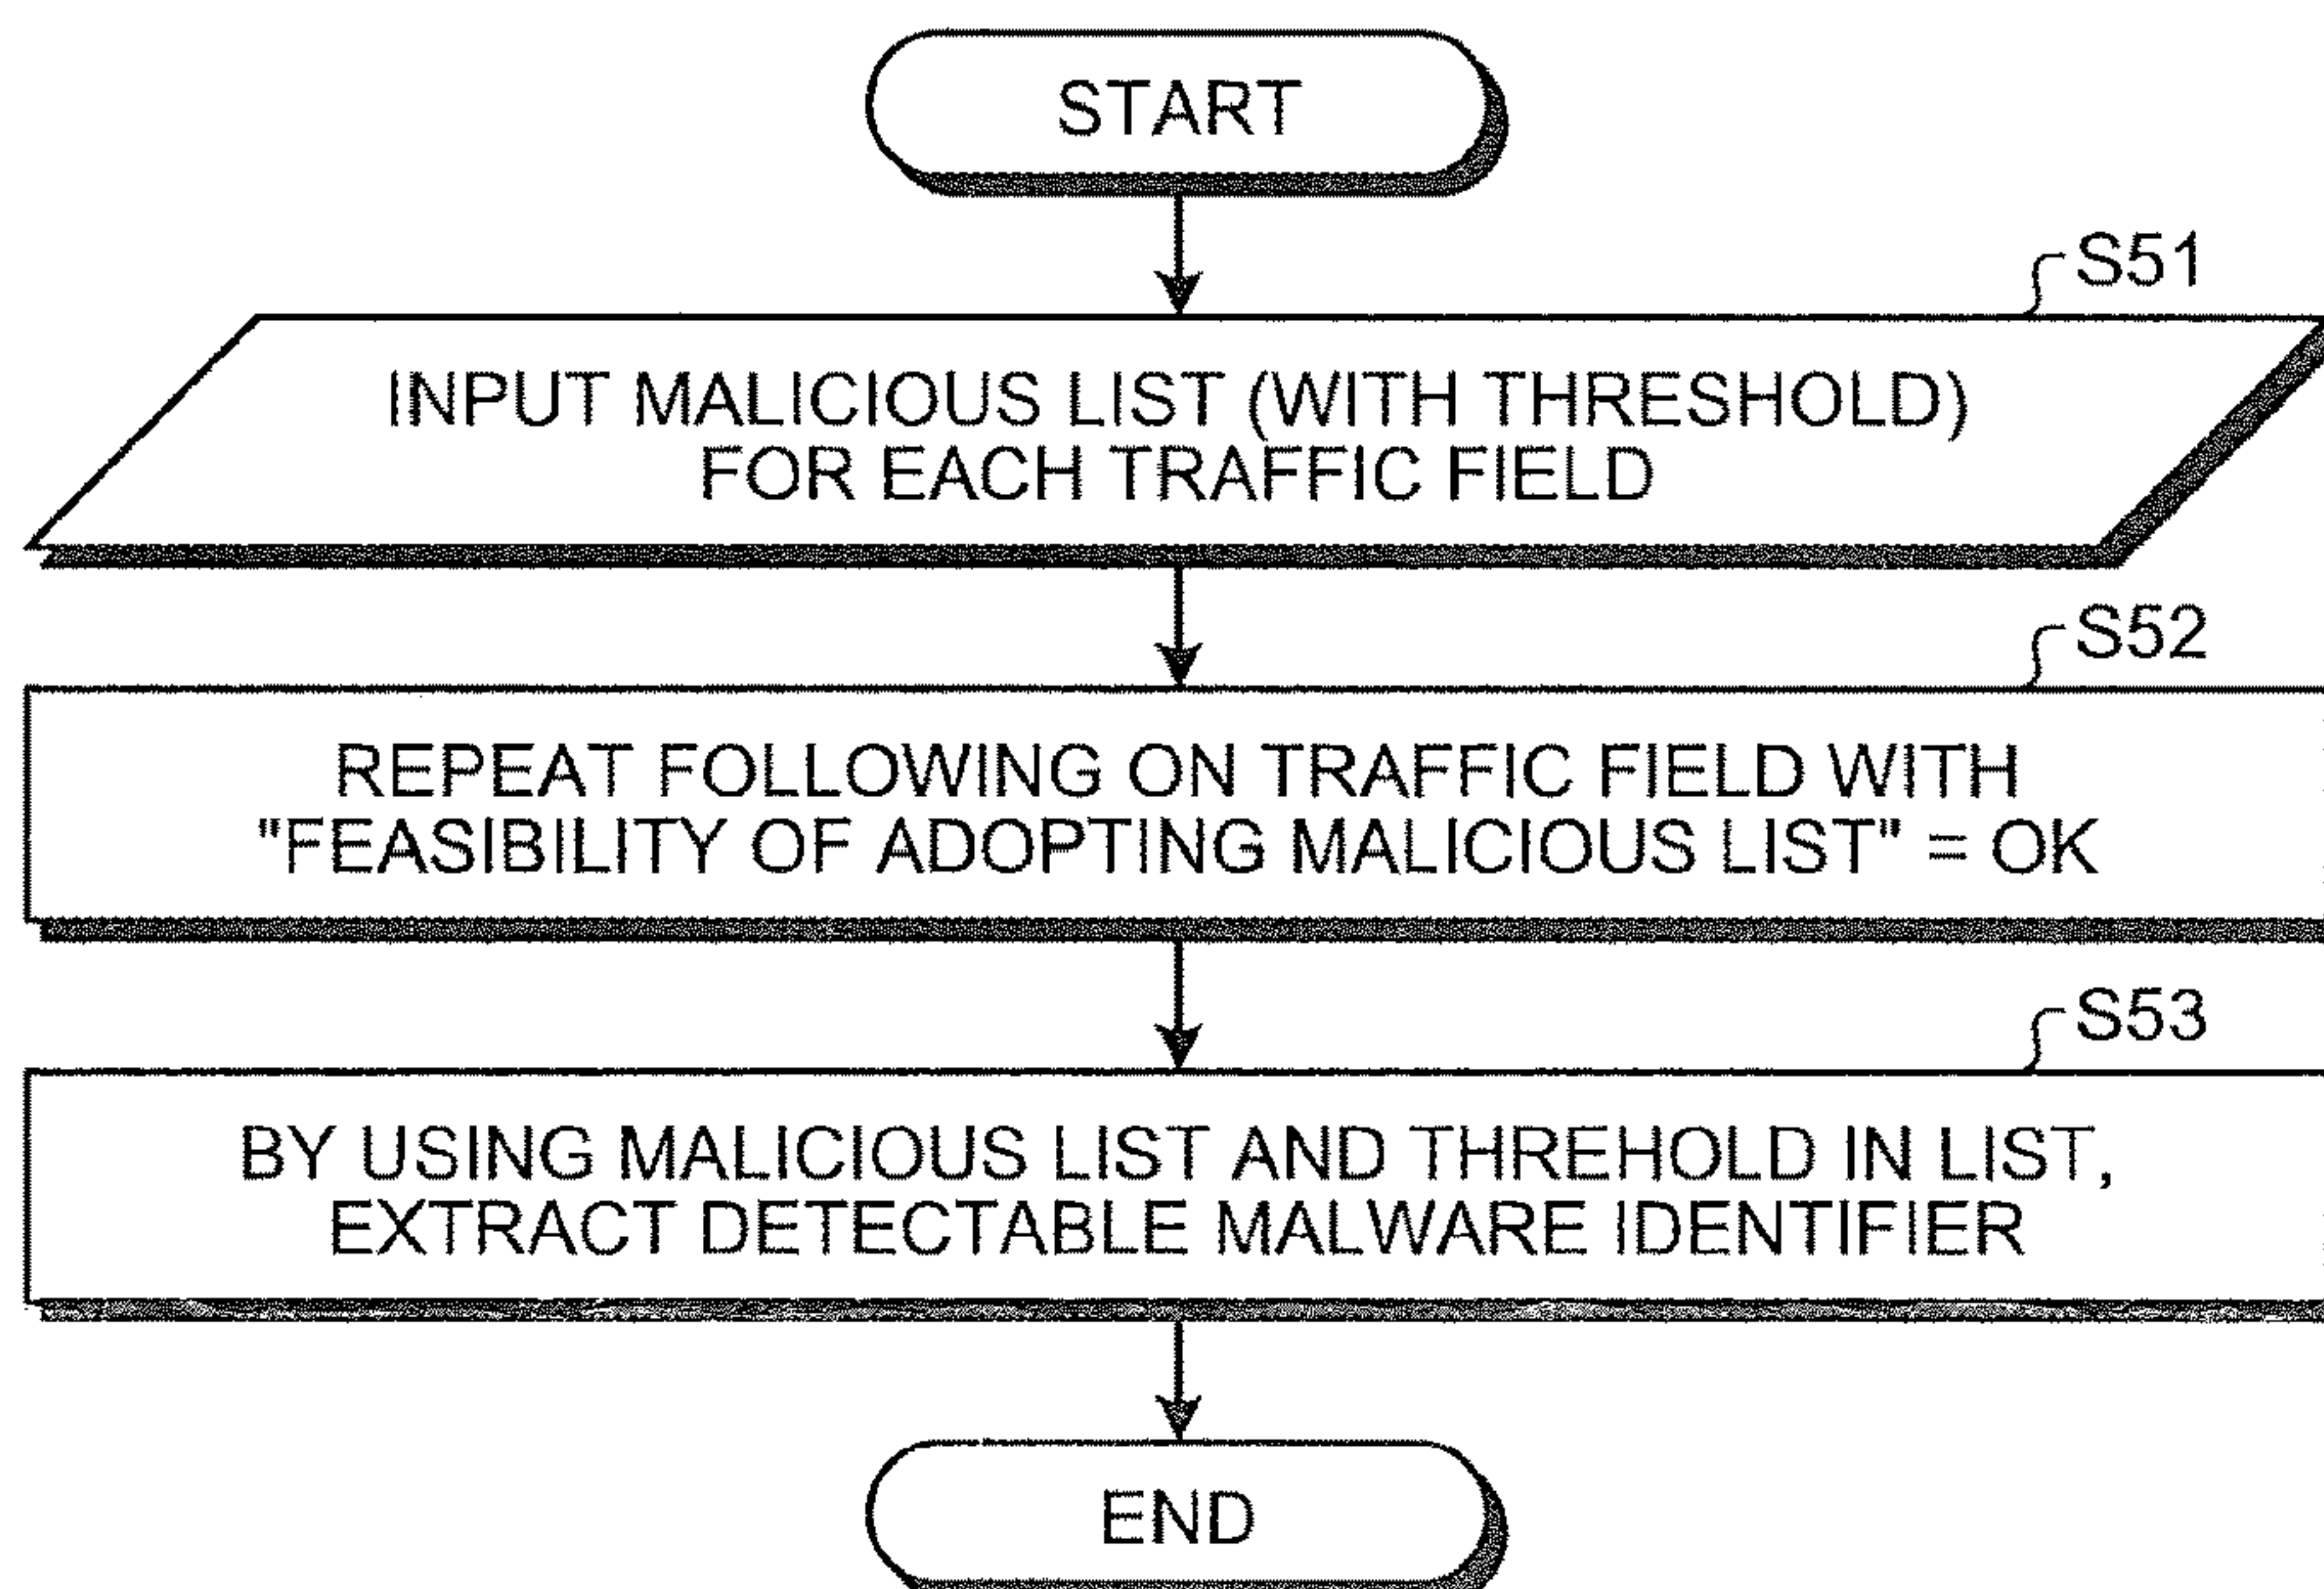 START
S51
INPUT MALICIOUS LIST (WITH THRESHOLD)
FOR EACH TRAFFIC FIELD
S52
REPEAT FOLLOWING ON TRAFFIC FIELD WITH
"FEASIBILITY OF ADOPTING MALICIOUS LIST" = OK
S53
BY USING MALICIOUS LIST AND THREHOLD IN LIST,
EXTRACT DETECTABLE MALWARE IDENTIFIER
END